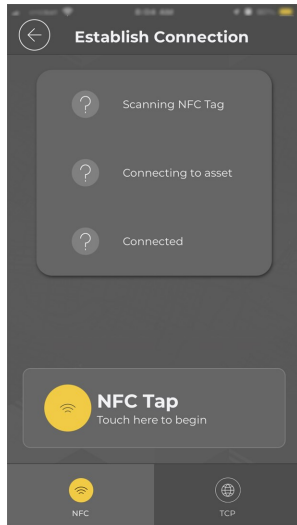 Establish Connection
? Scanning NFC Tag
? Connecting to asset
? Connected
NFC Tap
Touch here to begin
NFC TCP